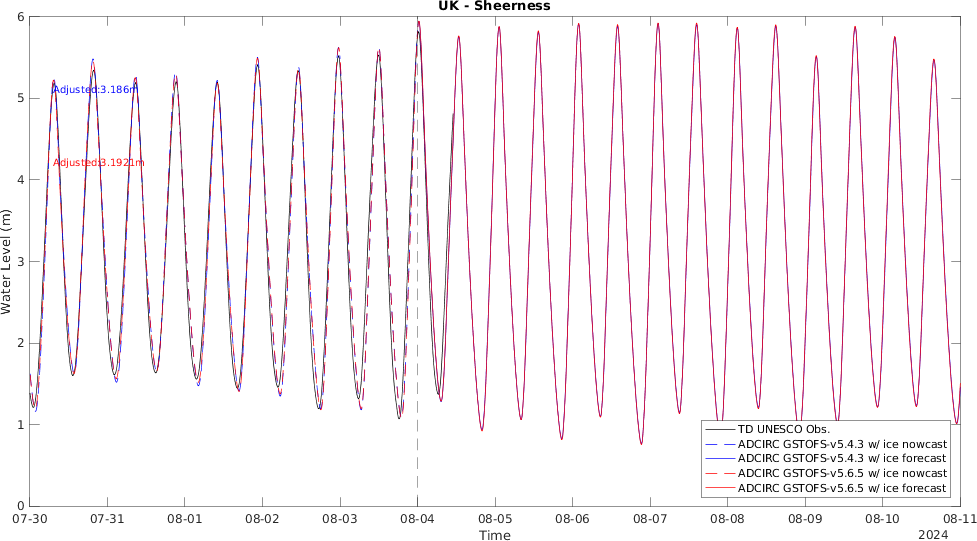 UK - Sheerness
6
5
4
3
2
1
0
Water Level (m)
Adjusted:3.186m
Adjusted:3.1921m
TD UNESCO Obs.
ADCIRC GSTOFS-v5.4.3 w/ ice nowcast
ADCIRC GSTOFS-v5.4.3 w/ ice forecast
ADCIRC GSTOFS-v5.6.5 w/ ice nowcast
ADCIRC GSTOFS-v5.6.5 w/ ice forecast
07-30 07-31 08-01 08-02 08-03 08-04 08-05 08-06 08-07 08-08 08-09 08-10 08-11
Time
2024